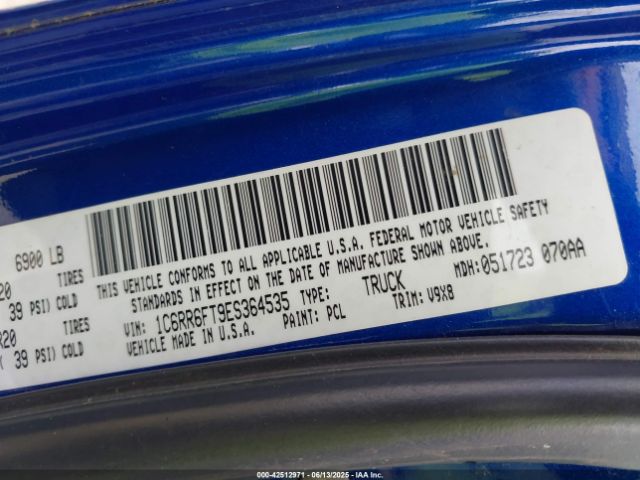 6900 LB
20 TIRES
39 PSI) COLD
R20 TIRES
39 PSI) COLD
THIS VEHICLE CONFORMS TO ALL APPLICABLE U.S.A. FEDERAL MOTOR VEHICLE SAFETY
STANDARDS IN EFFECT ON THE DATE OF MANUFACTURE SHOWN ABOVE.
VIN: 1C6RR6FT9ES364535 TYPE: TRUCK MDH: 051723 070AA
VEHICLE MADE IN U.S.A. PAINT: PCL TRIM: V9X8
000-42512971 - 06/13/2025 - IAA Inc.